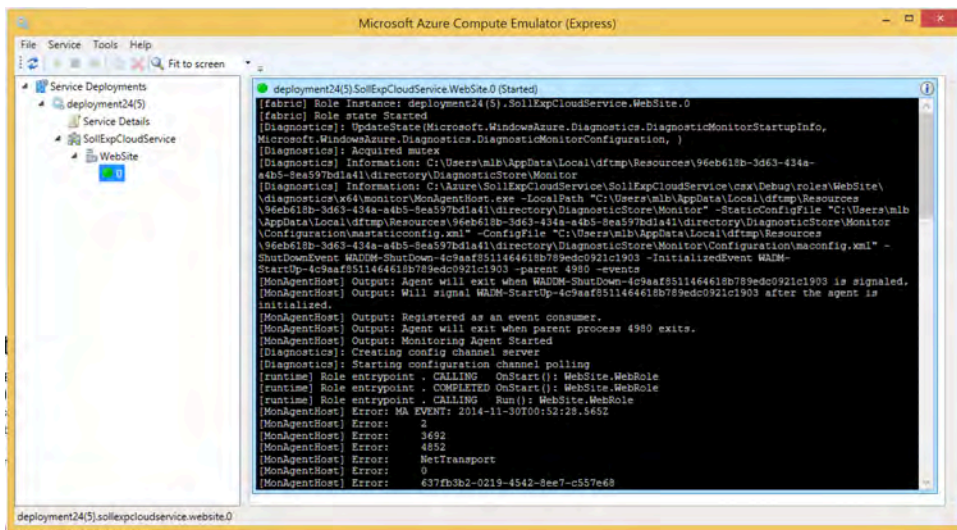 Microsoft Azure Compute Emulator (Express)
File Service Tools Help
Fit to screen
Service Deployments
deployment24(5)
Service Details
SollExpCloudService
WebSite
0
deployment24(5).SollExpCloudService.WebSite.0 (Started)
[fabric] Role Instance: deployment24(5).SollExpCloudService.WebSite.0
[fabric] Role state Started
[Diagnostics]: UpdateState(Microsoft.WindowsAzure.Diagnostics.DiagnosticMonitorStartupInfo,
Microsoft.WindowsAzure.Diagnostics.DiagnosticMonitorConfiguration, )
[Diagnostics]: Acquired mutex
[Diagnostics] Information: C:\Users\mlb\AppData\Local\dftmp\Resources\96eb618b-3d63-434a-
a4b5-8ea597bd1a41\directory\DiagnosticStore\Monitor
[Diagnostics] Information: C:\Azure\SollExpCloudService\SollExpCloudService\csx\Debug\roles\WebSite\
\diagnostics\x64\monitor\MonAgentHost.exe -LocalPath "C:\Users\mlb\AppData\Local\dftmp\Resources
\96eb618b-3d63-434a-a4b5-8ea597bd1a41\directory\DiagnosticStore\Monitor" -StaticConfigFile "C:\Users\mlb
\AppData\Local\dftmp\Resources\96eb618b-3d63-434a-a4b5-8ea597bd1a41\directory\DiagnosticStore\Monitor
\Configuration\mastaticconfig.xml" -ConfigFile "C:\Users\mlb\AppData\Local\dftmp\Resources
\96eb618b-3d63-434a-a4b5-8ea597bd1a41\directory\DiagnosticStore\Monitor\Configuration\maconfig.xml" -
ShutDownEvent WADDM-ShutDown-4c9aaf8511464618b789edc0921c1903 -InitializedEvent WADM-
StartUp-4c9aaf8511464618b789edc0921c1903 -parent 4980 -events
[MonAgentHost] Output: Agent will exit when WADDM-ShutDown-4c9aaf8511464618b789edc0921c1903 is signaled.
[MonAgentHost] Output: Will signal WADM-StartUp-4c9aaf8511464618b789edc0921c1903 after the agent is
initialized.
[MonAgentHost] Output: Registered as an event consumer.
[MonAgentHost] Output: Agent will exit when parent process 4980 exits.
[MonAgentHost] Output: Monitoring Agent Started
[Diagnostics]: Creating config channel server
[Diagnostics]: Starting configuration channel polling
[runtime] Role entrypoint . CALLING OnStart(): WebSite.WebRole
[runtime] Role entrypoint . COMPLETED OnStart(): WebSite.WebRole
[runtime] Role entrypoint . CALLING Run(): WebSite.WebRole
[MonAgentHost] Error: MA EVENT: 2014-11-30T00:52:28.565Z
[MonAgentHost] Error: 2
[MonAgentHost] Error: 3692
[MonAgentHost] Error: 4852
[MonAgentHost] Error: NetTransport
[MonAgentHost] Error: 0
[MonAgentHost] Error: 637fb3b2-0219-4542-8ee7-c557e68
deployment24(5).sollexpcloudservice.website.0